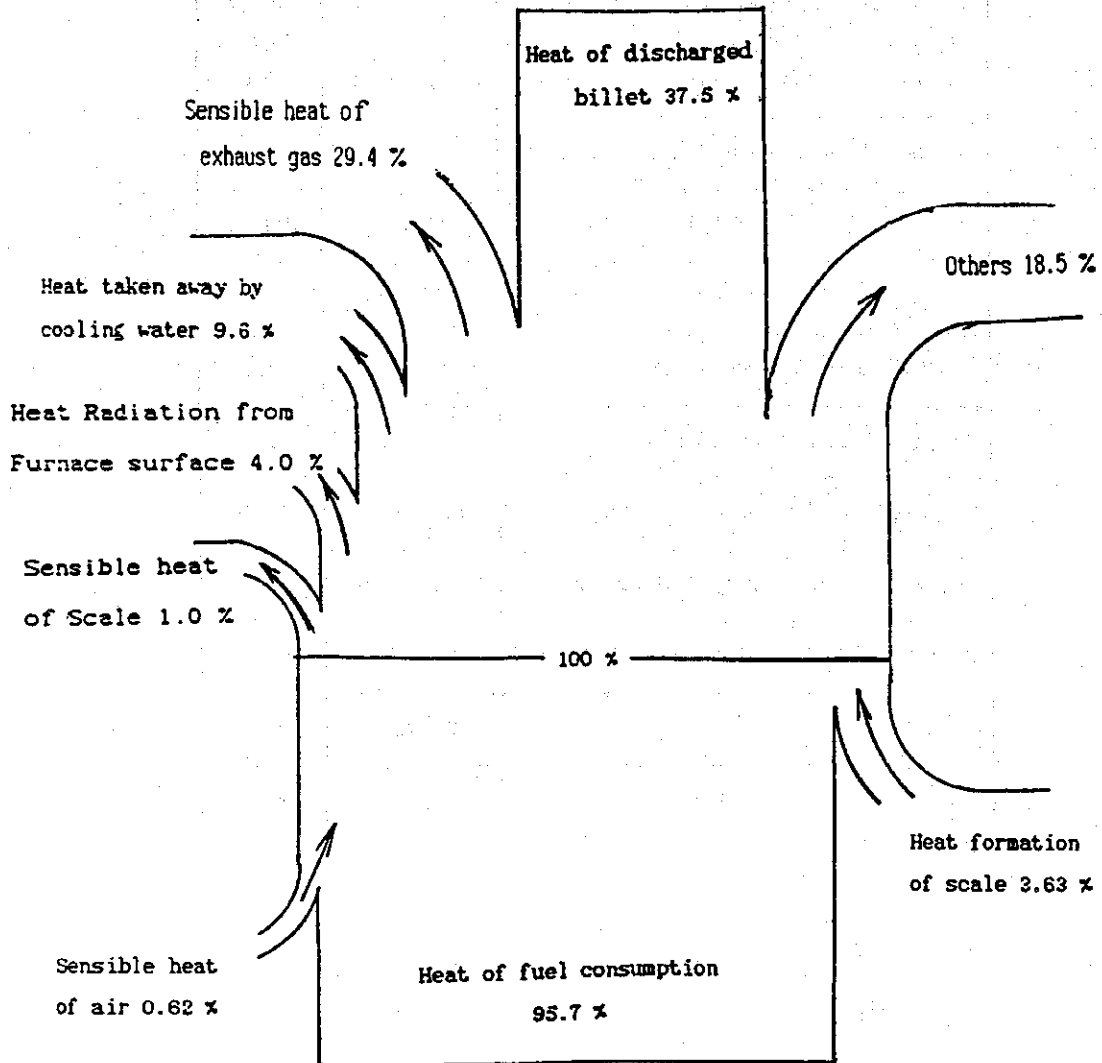 Heat of discharged
billet 37.5 %
Sensible heat of
exhaust gas 29.4 %
Others 18.5 %
Heat taken away by
cooling water 9.6 %
Heat Radiation from
Furnace surface 4.0 %
Sensible heat
of Scale 1.0 %
100 %
Heat formation
of scale 3.63 %
Sensible heat
of air 0.62 %
Heat of fuel consumption
95.7 %